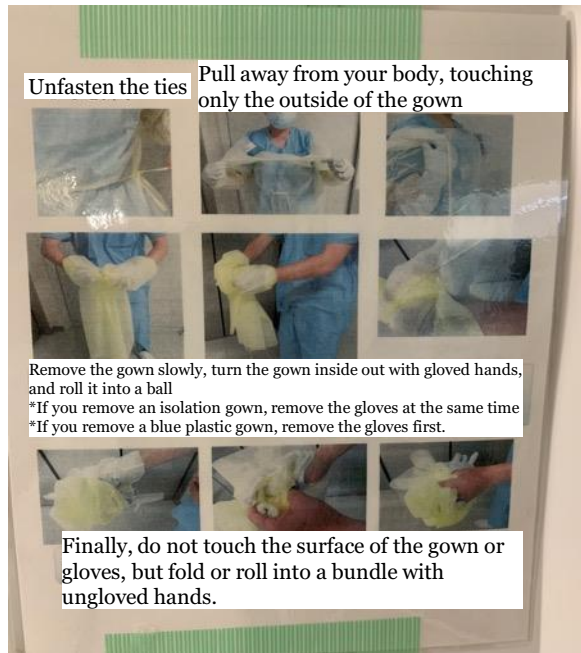 Unfasten the ties
Pull away from your body, touching
only the outside of the gown
Remove the gown slowly, turn the gown inside out with gloved hands,
and roll it into a ball
*If you remove an isolation gown, remove the gloves at the same time
*If you remove a blue plastic gown, remove the gloves first.
Finally, do not touch the surface of the gown or
gloves, but fold or roll into a bundle with
ungloved hands.